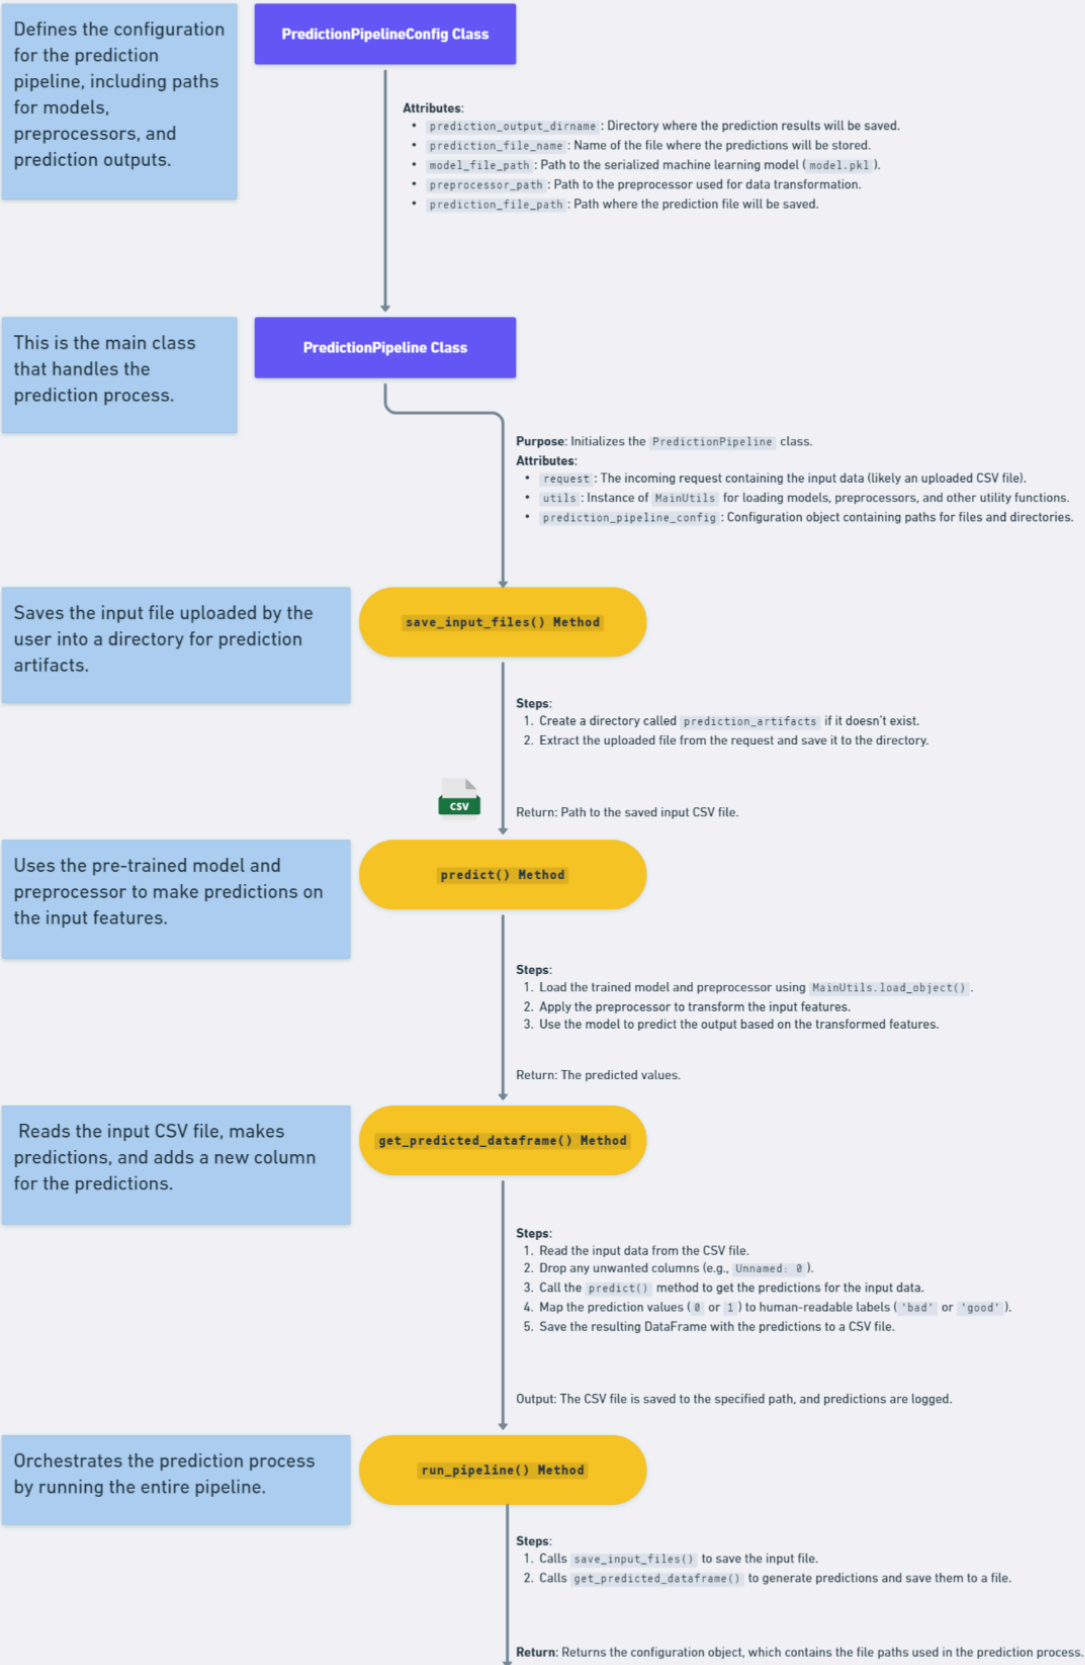 Defines the configuration
for the prediction
pipeline, including paths
for models,
preprocessors, and
prediction outputs.
PredictionPipelineConfig Class
Attributes:
• prediction_output_dirname: Directory where the prediction results will be saved.
• prediction_file_name: Name of the file where the predictions will be stored.
• model_file_path: Path to the serialized machine learning model (model.pkl).
• preprocessor_path: Path to the preprocessor used for data transformation.
• prediction_file_path: Path where the prediction file will be saved.
This is the main class
that handles the
prediction process.
PredictionPipeline Class
Purpose: Initializes the PredictionPipeline class.
Attributes:
• request: The incoming request containing the input data (likely an uploaded CSV file).
• utils: Instance of MainUtils for loading models, preprocessors, and other utility functions.
• prediction_pipeline_config: Configuration object containing paths for files and directories.
Saves the input file uploaded by the
user into a directory for prediction
artifacts.
save_input_files() Method
Steps:
1. Create a directory called prediction_artifacts if it doesn't exist.
2. Extract the uploaded file from the request and save it to the directory.
CSV
Return: Path to the saved input CSV file.
Uses the pre-trained model and
preprocessor to make predictions on
the input features.
predict() Method
Steps:
1. Load the trained model and preprocessor using MainUtils.load_object().
2. Apply the preprocessor to transform the input features.
3. Use the model to predict the output based on the transformed features.
Return: The predicted values.
Reads the input CSV file, makes
predictions, and adds a new column
for the predictions.
get_predicted_dataframe() Method
Steps:
1. Read the input data from the CSV file.
2. Drop any unwanted columns (e.g., Unnamed: 0).
3. Call the predict() method to get the predictions for the input data.
4. Map the prediction values (0 or 1) to human-readable labels ('bad' or 'good').
5. Save the resulting DataFrame with the predictions to a CSV file.
Output: The CSV file is saved to the specified path, and predictions are logged.
Orchestrates the prediction process
by running the entire pipeline.
run_pipeline() Method
Steps:
1. Calls save_input_files() to save the input file.
2. Calls get_predicted_dataframe() to generate predictions and save them to a file.
Return: Returns the configuration object, which contains the file paths used in the prediction process.